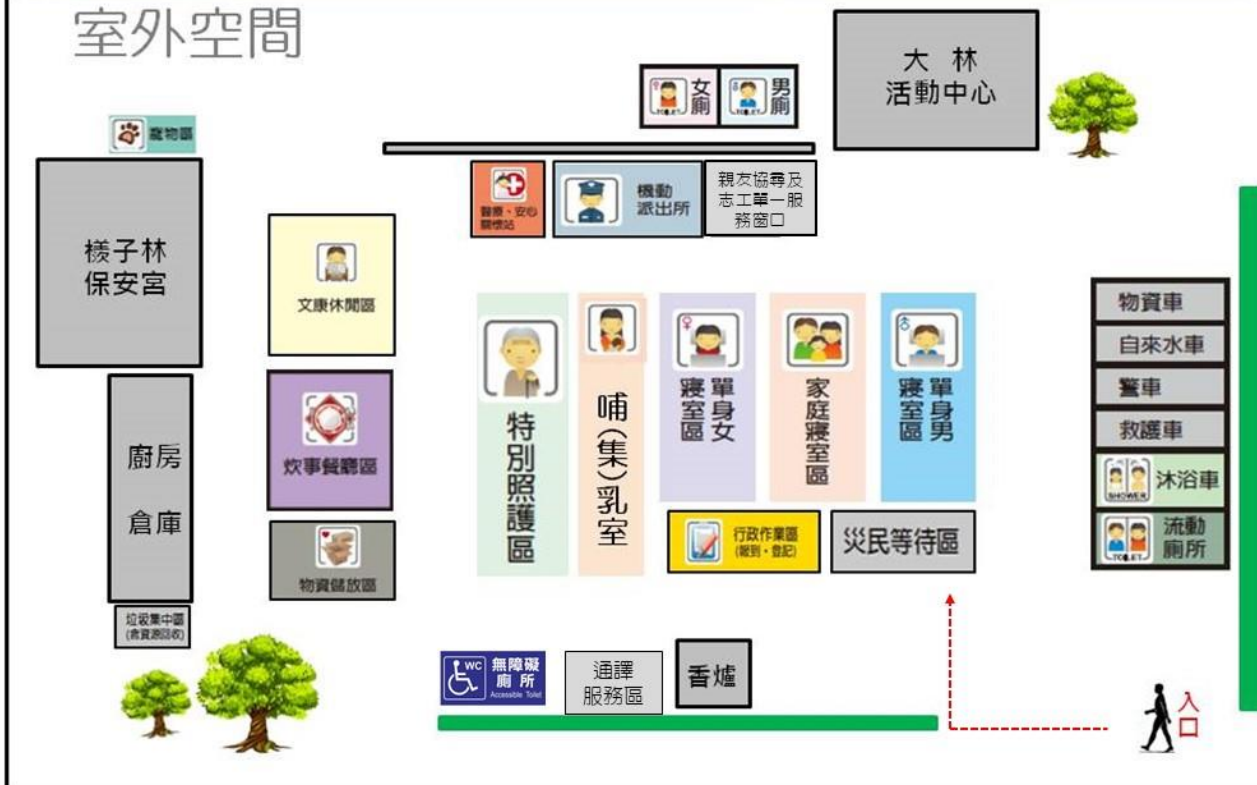 室外空間
大 林
活動中心
女廁
TOILET
男廁
TOILET
寵物區
醫療・安心
關懷站
機動
派出所
親友協尋及
志工單一服
務窗口
檨子林
保安宮
文康休閒區
特別照護區
哺(集)乳室
單身女
寢室區
家庭寢室區
單身男
寢室區
物資車
自來水車
警車
救護車
SHOWER
沐浴車
TOILET
流動
廁所
炊事餐廳區
廚房
倉庫
行政作業區
(報到・登記)
災民等待區
物資儲放區
垃圾集中區
(含資源回收)
WC
無障礙
廁所
Accessible Toilet
通譯
服務區
香爐
入口